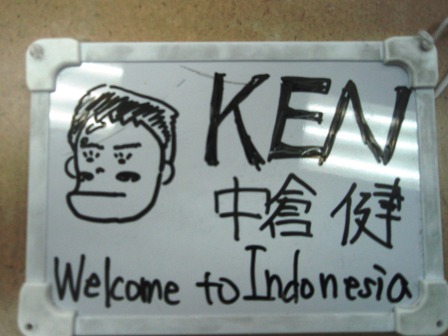 KEN
中倉 健
Welcome to Indonesia